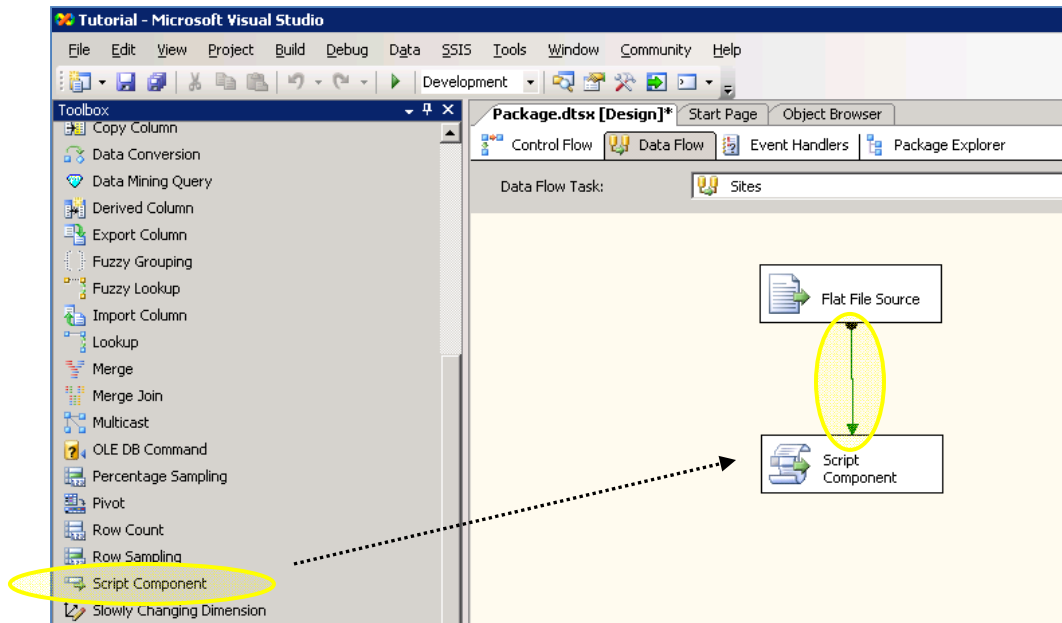 Tutorial - Microsoft Visual Studio
File Edit View Project Build Debug Data SSIS Tools Window Community Help
Development
Toolbox
Copy Column
Data Conversion
Data Mining Query
Derived Column
Export Column
Fuzzy Grouping
Fuzzy Lookup
Import Column
Lookup
Merge
Merge Join
Multicast
OLE DB Command
Percentage Sampling
Pivot
Row Count
Row Sampling
Script Component
Slowly Changing Dimension
Package.dtsx [Design]* Start Page Object Browser
Control Flow Data Flow Event Handlers Package Explorer
Data Flow Task: Sites
Flat File Source
Script
Component